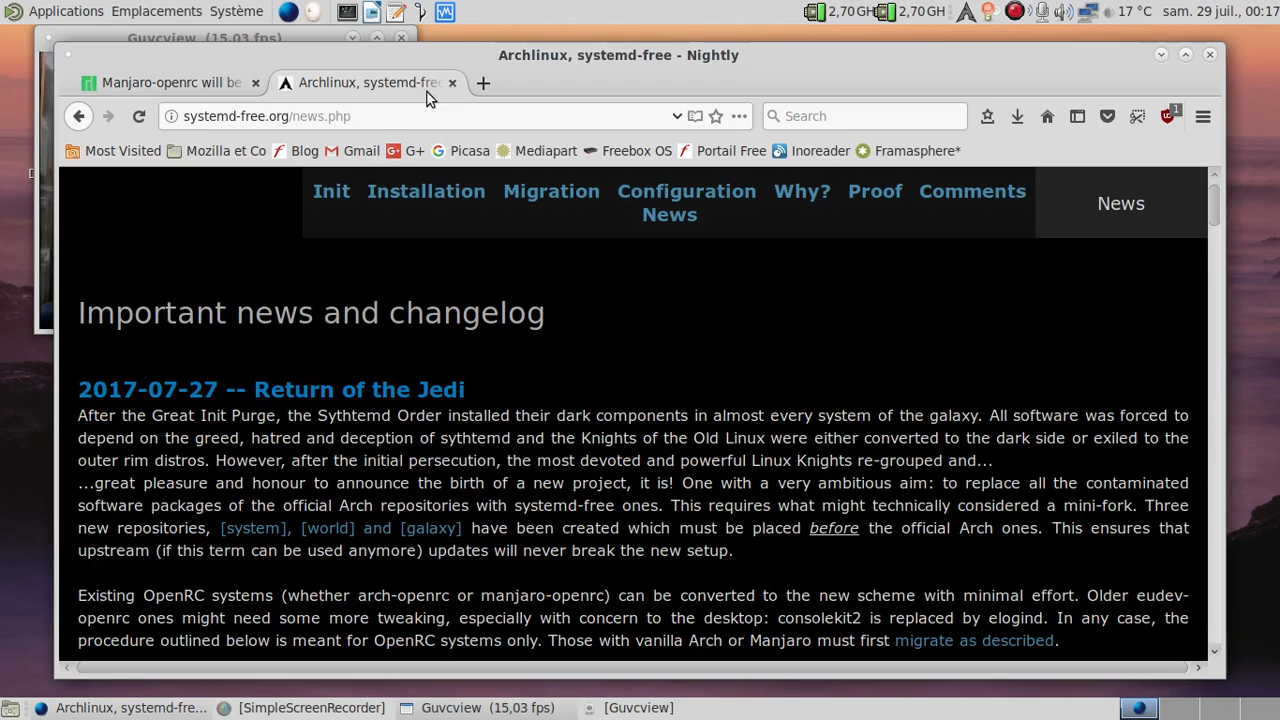 Applications Emplacements Système
2,70 GH 2,70 GH 17 °C sam. 29 juil., 00:17
Guvcview (15,03 fps)
Archlinux, systemd-free - Nightly
Manjaro-openrc will be
Archlinux, systemd-free
systemd-free.org/news.php
Search
1
Most Visited Mozilla et Co Blog Gmail G+ Picasa Mediapart Freebox OS Portail Free Inoreader Framasphere*
Init Installation Migration Configuration Why? Proof Comments
News
News
Important news and changelog
2017-07-27 -- Return of the Jedi
After the Great Init Purge, the Sythtemd Order installed their dark components in almost every system of the galaxy. All software was forced to
depend on the greed, hatred and deception of sythtemd and the Knights of the Old Linux were either converted to the dark side or exiled to the
outer rim distros. However, after the initial persecution, the most devoted and powerful Linux Knights re-grouped and...
...great pleasure and honour to announce the birth of a new project, it is! One with a very ambitious aim: to replace all the contaminated
software packages of the official Arch repositories with systemd-free ones. This requires what might technically considered a mini-fork. Three
new repositories, [system], [world] and [galaxy] have been created which must be placed before the official Arch ones. This ensures that
upstream (if this term can be used anymore) updates will never break the new setup.
Existing OpenRC systems (whether arch-openrc or manjaro-openrc) can be converted to the new scheme with minimal effort. Older eudev-
openrc ones might need some more tweaking, especially with concern to the desktop: consolekit2 is replaced by elogind. In any case, the
procedure outlined below is meant for OpenRC systems only. Those with vanilla Arch or Manjaro must first migrate as described.
Archlinux, systemd-fre... [SimpleScreenRecorder] Guvcview (15,03 fps) [Guvcview]